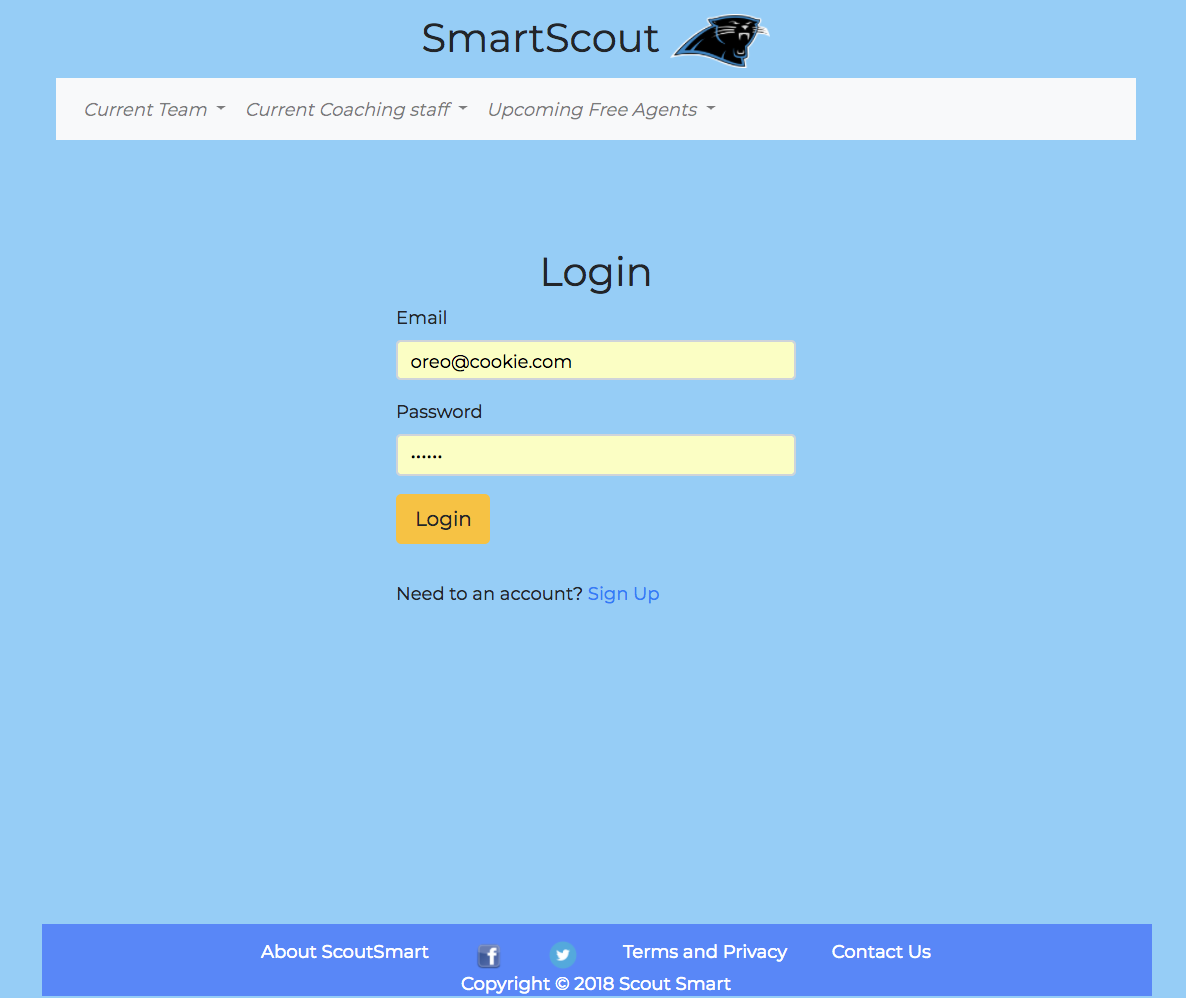 SmartScout
Current Team Current Coaching staff Upcoming Free Agents
Login
Email
oreo@cookie.com
Password
••••••
Login
Need to an account? Sign Up
About ScoutSmart f Terms and Privacy Contact Us
Copyright © 2018 Scout Smart